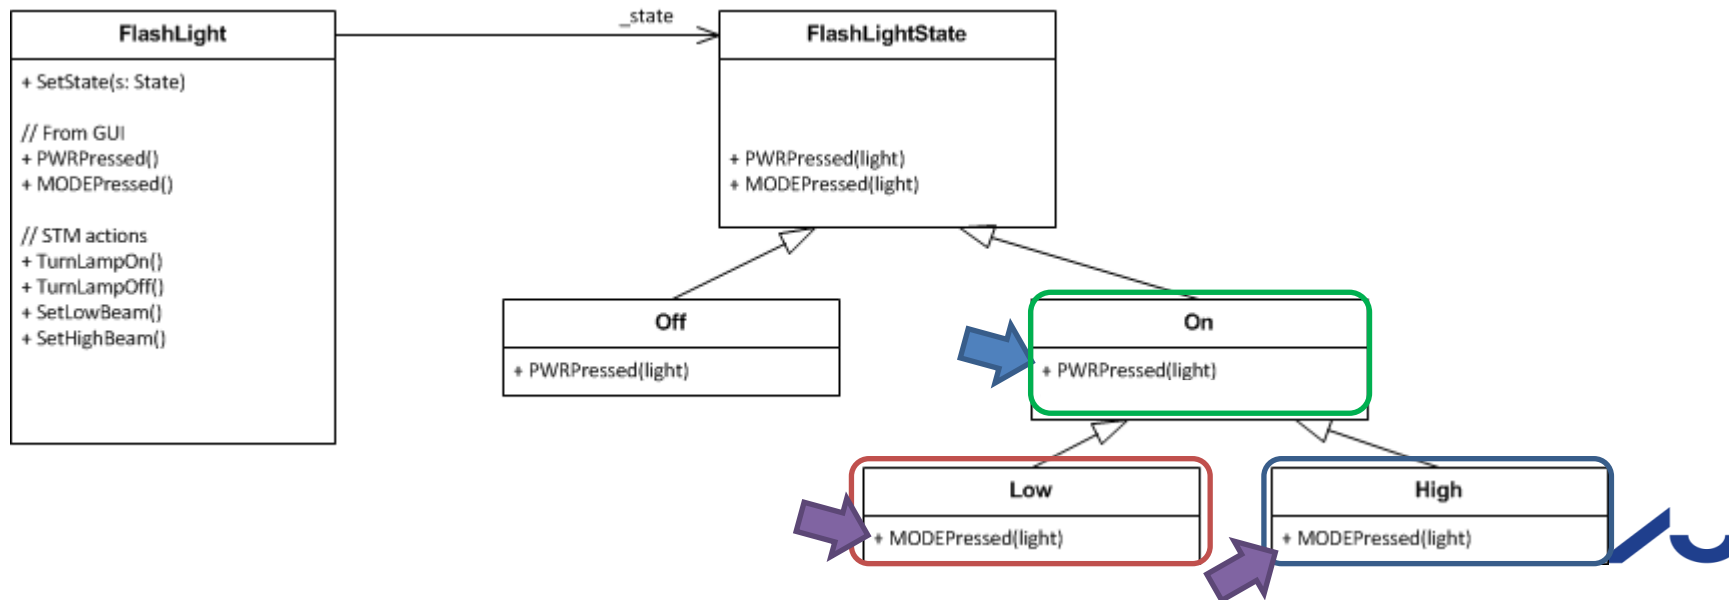 FlashLight
+ SetState(s: State)
// From GUI
+ PWRPressed()
+ MODEPressed()
// STM actions
+ TurnLampOn()
+ TurnLampOff()
+ SetLowBeam()
+ SetHighBeam()
_state
FlashLightState
+ PWRPressed(light)
+ MODEPressed(light)
Off
+ PWRPressed(light)
On
+ PWRPressed(light)
Low
+ MODEPressed(light)
High
+ MODEPressed(light)